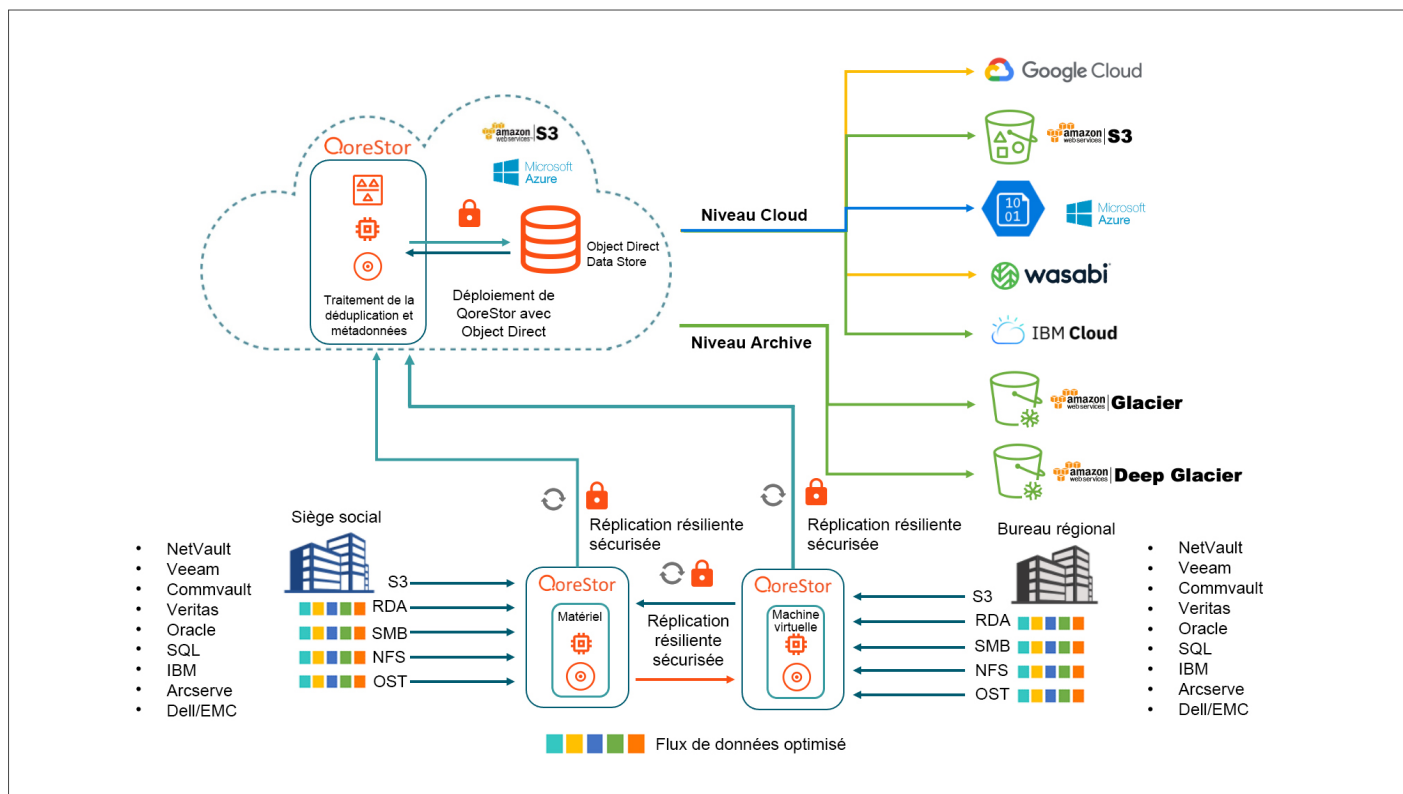 Google Cloud
amazon
webservices
S3
QoreStor
Microsoft
Azure
Object Direct
Data Store
Traitement de la
déduplication et
métadonnées
Déploiement de
QoreStor avec
Object Direct
Niveau Cloud
Niveau Archive
amazon
webservices
S3
10
01
Microsoft
Azure
wasabi
IBM Cloud
amazon
webservices
Glacier
amazon
webservices
Deep Glacier
Réplication résiliente
sécurisée
Réplication résiliente
sécurisée
Siège social
• NetVault
• Veeam
• Commvault
• Veritas
• Oracle
• SQL
• IBM
• Arcserve
• Dell/EMC
S3
RDA
SMB
NFS
OST
QoreStor
Matériel
Réplication
résiliente
sécurisée
QoreStor
Machine
virtuelle
Bureau régional
S3
RDA
SMB
NFS
OST
• NetVault
• Veeam
• Commvault
• Veritas
• Oracle
• SQL
• IBM
• Arcserve
• Dell/EMC
Flux de données optimisé